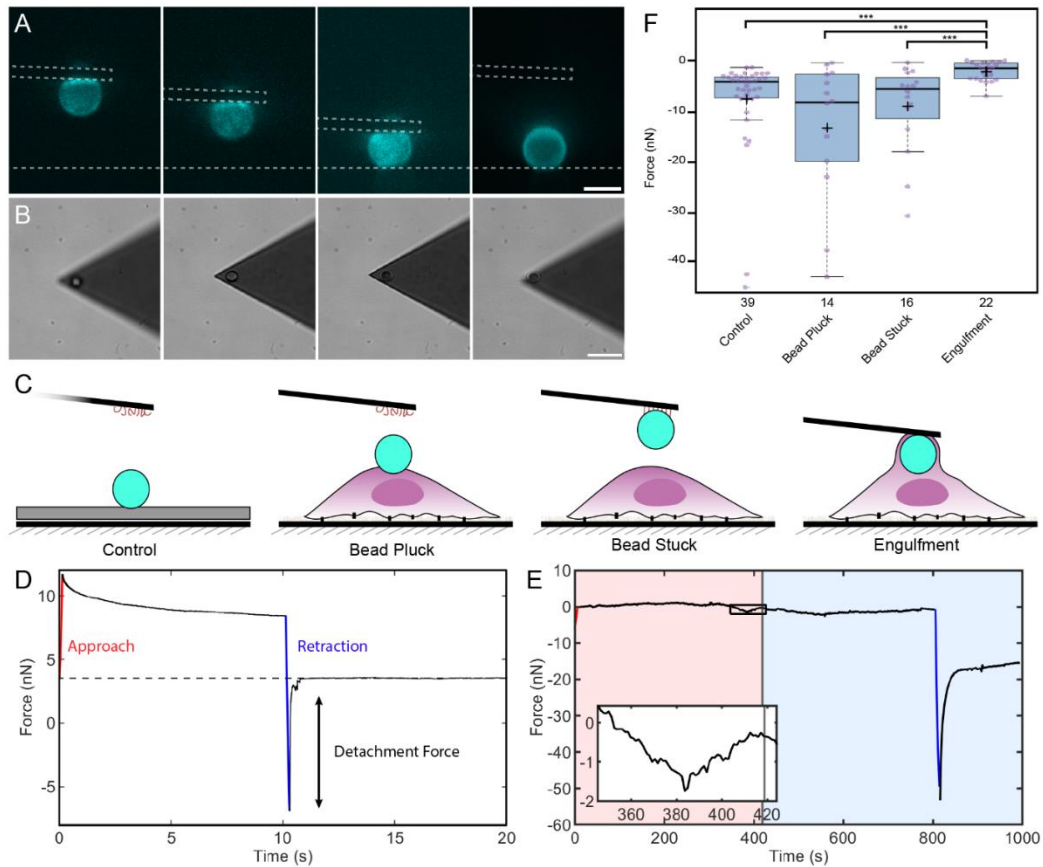 A
B
C
Control
Bead Pluck
Bead Stuck
Engulfment
D
10
5
0
-5
Force (nN)
Approach
Retraction
Detachment Force
0
5
10
15
20
Time (s)
E
10
0
-10
-20
-30
-40
-50
-60
Force (nN)
0
-1
-2
360
380
400
420
0
200
400
600
800
1000
Time (s)
F
***
***
***
0
-10
-20
-30
-40
Force (nN)
39
14
16
22
Control
Bead Pluck
Bead Stuck
Engulfment